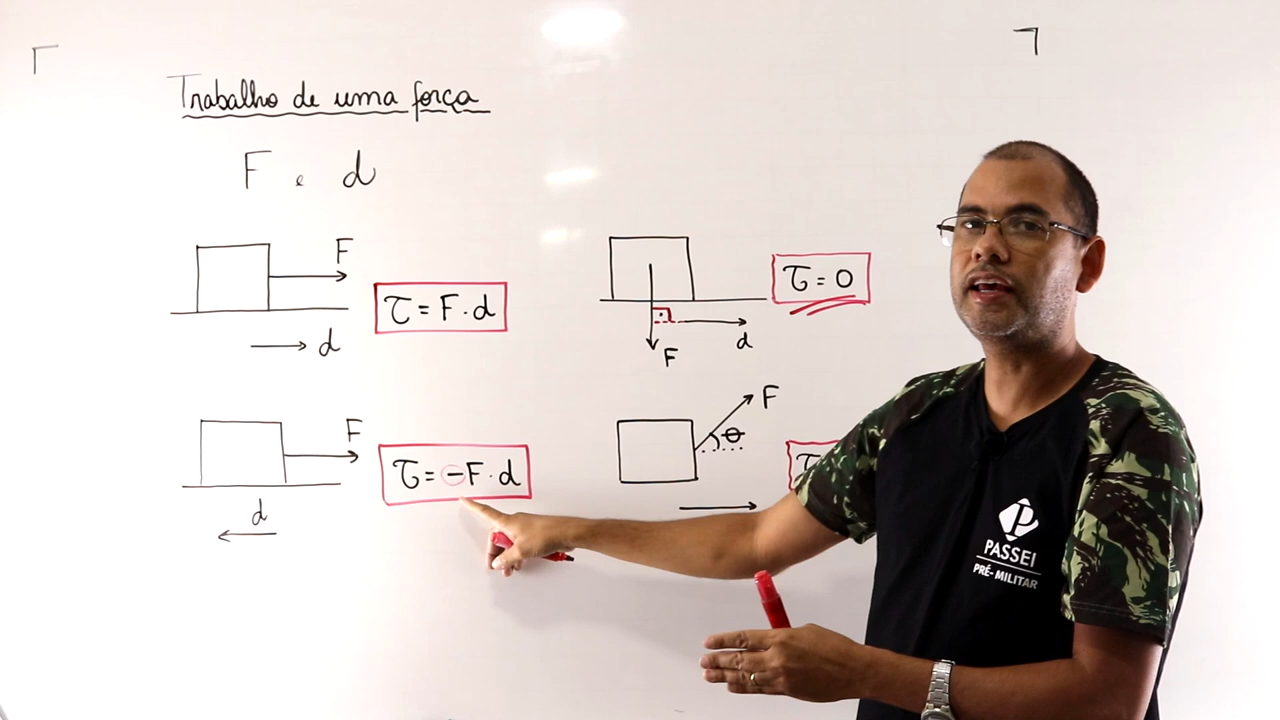 Trabalho de uma força
F e d
F
τ = F · d
d
F
τ = -F · d
d
τ = 0
F
d
F
θ
τ
PASSEI
PRÉ-MILITAR